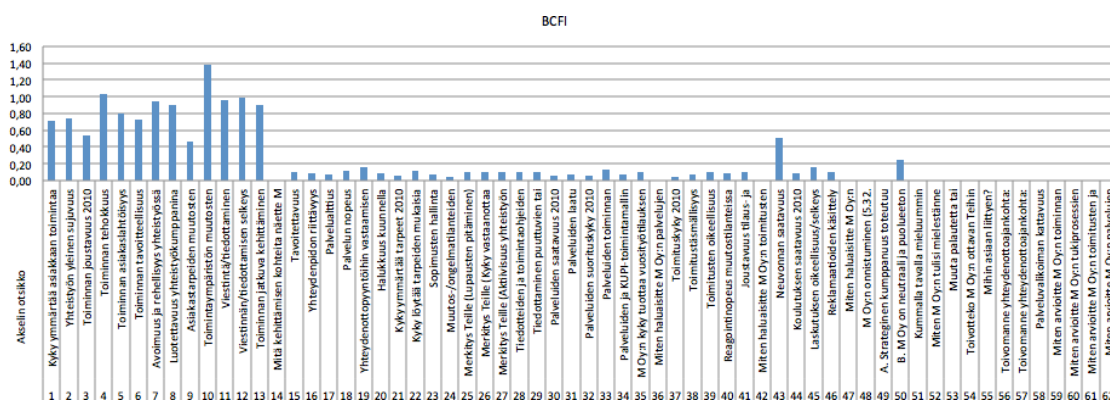 BCFI
1,60
1,40
1,20
1,00
0,80
0,60
0,40
0,20
0,00
Akselin otsikko
Kyky ymmärtää asiakkaan toimintaa
Yhteistyön yleinen sujuvuus
Toiminnan joustavuus 2010
Toiminnan tehokkuus
Toiminnan asiakaslähtöisyys
Toiminnan tavoitteellisuus
Avoimuus ja rehellisyys yhteistyössä
Luotettavuus yhteistyökumppanina
Asiakastarpeiden muutosten
Toimintaympäristön muutosten
Viestintä/tiedottaminen
Viestinnän/tiedottamisen selkeys
Toiminnan jatkuva kehittäminen
Mitä kehittämisen kohteita näette M
Tavoitettavuus
Yhteydenpidon riittävyys
Palvelualttius
Palvelun nopeus
Yhteydenottopyyntöihin vastaamisen
Halukkuus kuunnella
Kyky ymmärtää tarpeet 2010
Kyky löytää tarpeiden mukaisia
Sopimusten hallinta
Muutos-/ongelmatilanteiden
Merkitys Teille (Lupausten pitäminen)
Merkitys Teille (Kyky vastaanottaa
Merkitys Teille (Aktiivisuus yhteistyön
Tiedotteiden ja toimintaohjeiden
Tiedottaminen puuttuvien tai
Palveluiden saatavuus 2010
Palveluiden laatu
Palveluiden suorituskyky 2010
Palveluiden toiminnan
Palveluiden ja KUPI-toimintamallin
M Oy:n kyky tuottaa vuostyötilauksen
Miten haluaisitte M Oy:n palvelujen
Toimituskyky 2010
Toimitustäsmällisyys
Toimitusten oikeellisuus
Reagointinopeus muutostilanteissa
Joustavuus tilaus- ja
Miten haluaisitte M Oy:n toimitusten
Neuvonnan saatavuus
Koulutuksen saatavuus 2010
Laskutuksen oikeellisuus/selkeys
Reklamaatioiden käsittely
Miten haluaisitte M Oy:n
M Oy:n onnistuminen (5.3.2.
A. Strateginen kumppanuus toteutuu
B. M Oy on neutraali ja puolueeton
Kummalla tavalla mieluummin
Miten M Oy:n tulisi mielestänne
Muuta palautetta tai
Toivotteko M Oy:n ottavan Teihin
Mihin asiaan liittyen?
Toivomanne yhteydenottoajankohta:
Toivomanne yhteydenottoajankohta:
Palveluvalikoiman kattavuus
Miten arvioitte M Oy:n toiminnan
Miten arvioitte M Oy:n tukiprosessien
Miten arvioitte M Oy:n toimitusten ja
1 2 3 4 5 6 7 8 9 10 11 12 13 14 15 16 17 18 19 20 21 22 23 24 25 26 27 28 29 30 31 32 33 34 35 36 37 38 39 40 41 42 43 44 45 46 47 48 49 50 51 52 53 54 55 56 57 58 59 60 61